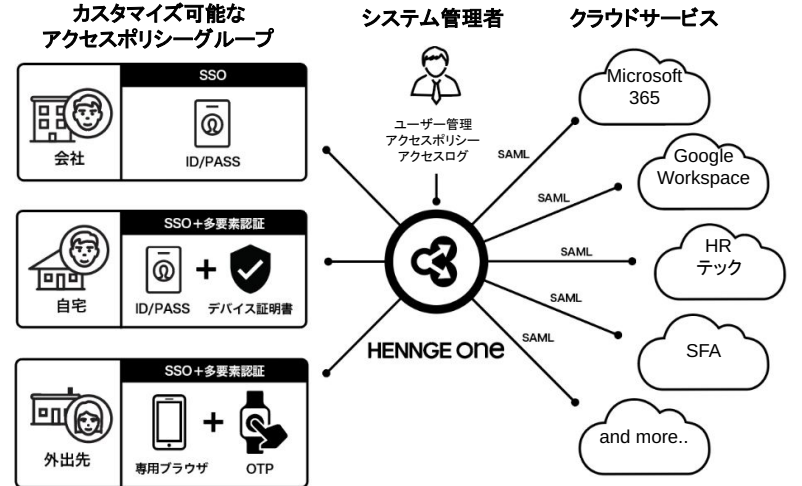 カスタマイズ可能な
アクセスポリシーグループ
SSO
会社
ID/PASS
SSO+多要素認証
自宅
ID/PASS
+
デバイス証明書
SSO+多要素認証
外出先
専用ブラウザ
+
OTP
システム管理者
ユーザー管理
アクセスポリシー
アクセスログ
HENNGE one
クラウドサービス
SAML
Microsoft
365
SAML
Google
Workspace
SAML
HR
テック
SAML
SFA
SAML
and more..